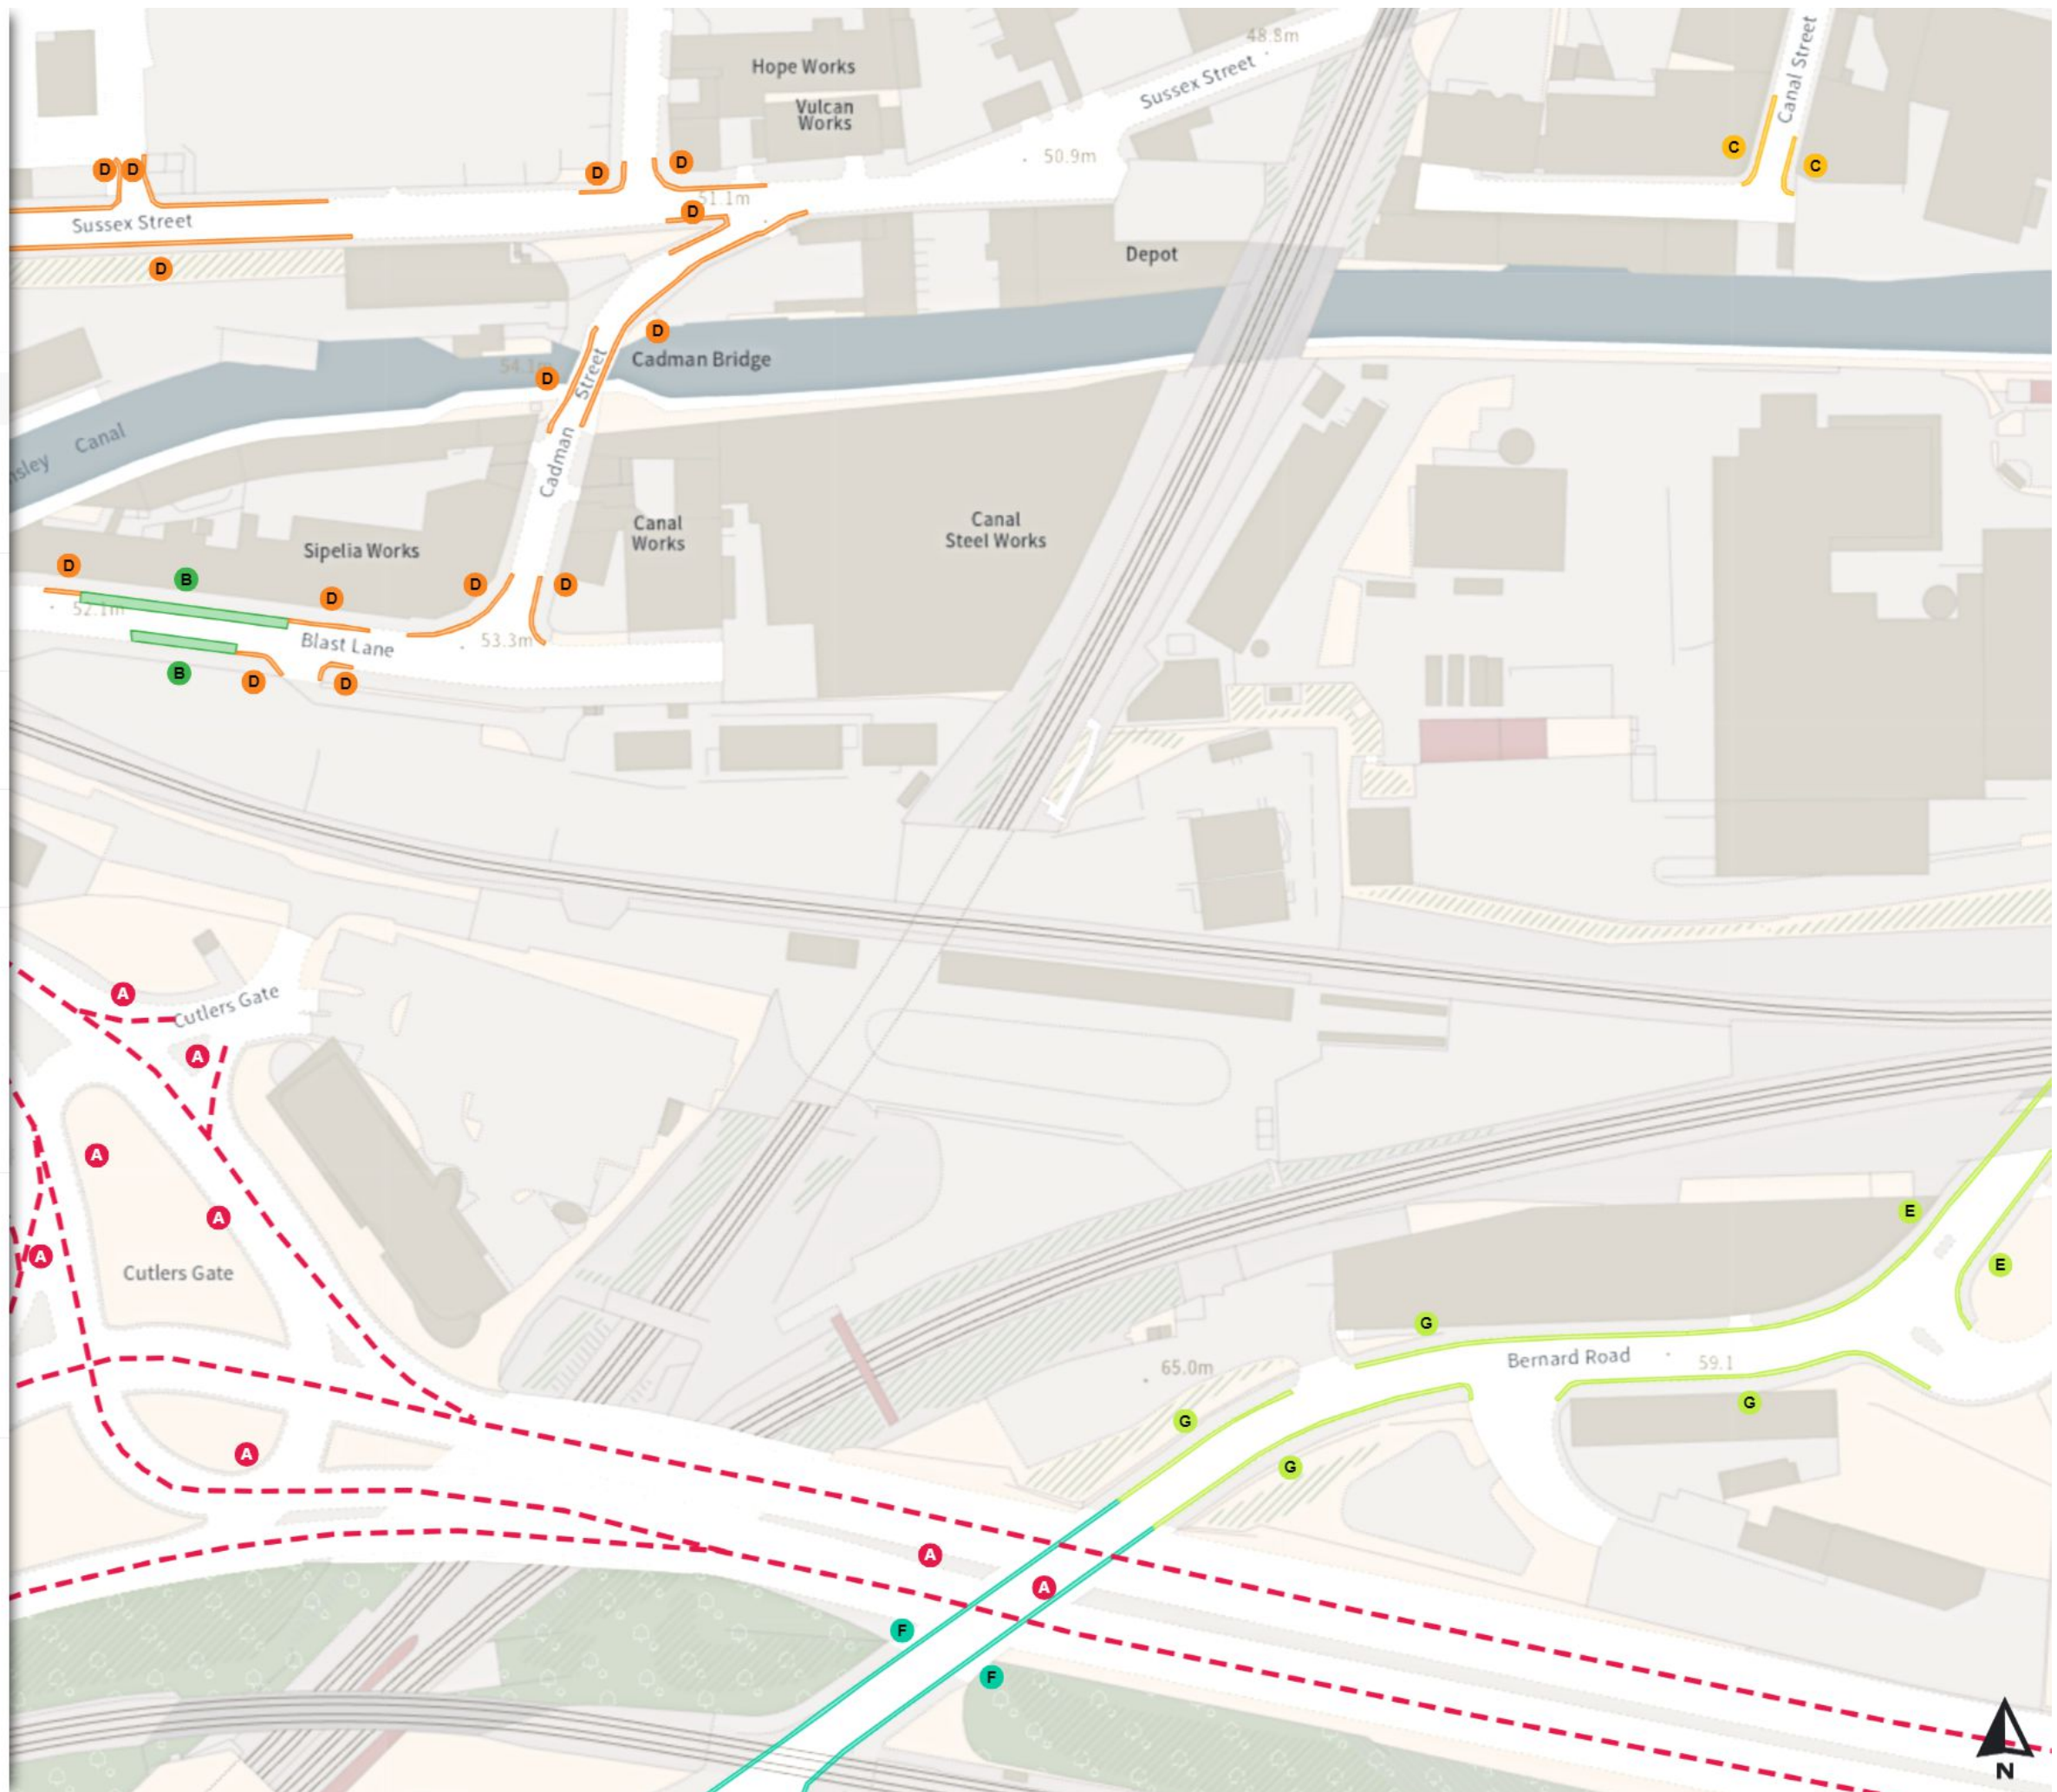 48.8m
Canal Street
Hope Works
Sussex Street
Vulcan
Works
C
50.9m
D
D
D
D
C
51.1m
D
Sussex Street
Depot
D
D
Cadman Bridge
54.1m
D
Cadman Street
Canal
Canal
Works
Canal
Steel Works
Sipelia Works
D
B
D
D
D
52.1m
Blast Lane
53.3m
B
D
D
A
Cutlers Gate
A
A
A
E
A
E
Cutlers Gate
G
Bernard Road
59.1
65.0m
G
G
A
G
A
A
F
F
N